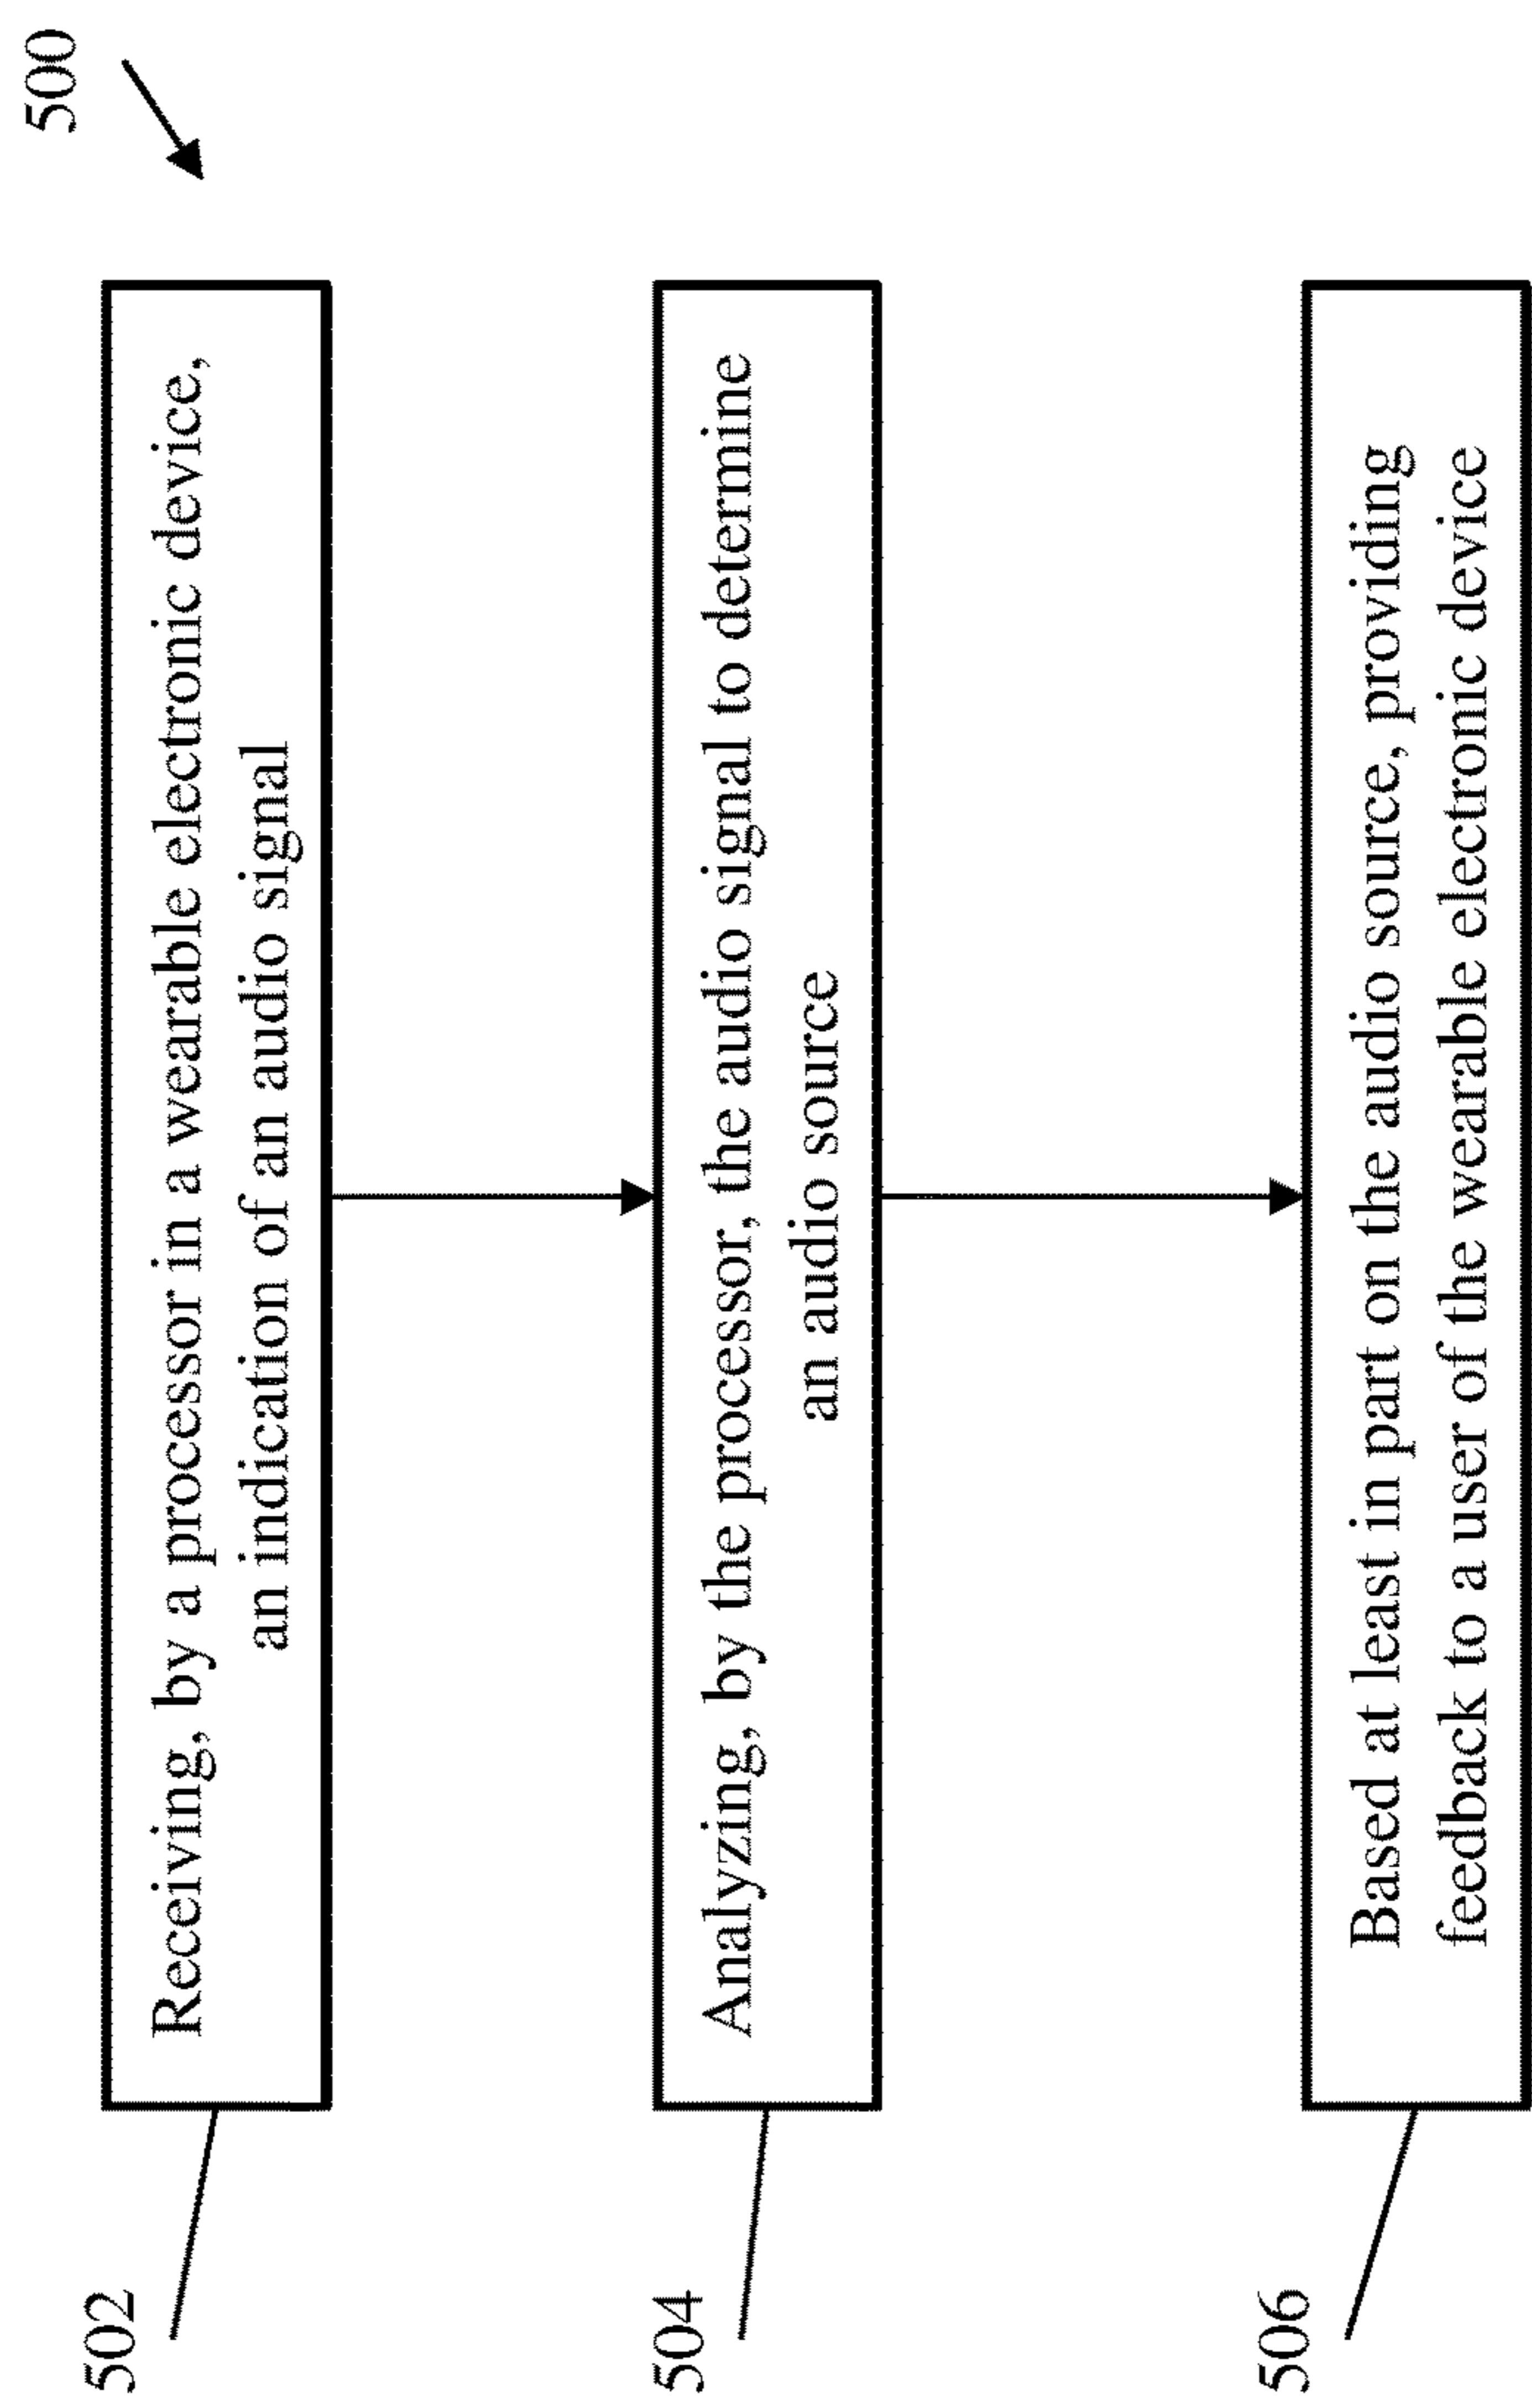 500
502
Receiving, by a processor in a wearable electronic device,
an indication of an audio signal
504
Analyzing, by the processor, the audio signal to determine
an audio source
506
Based at least in part on the audio source, providing
feedback to a user of the wearable electronic device